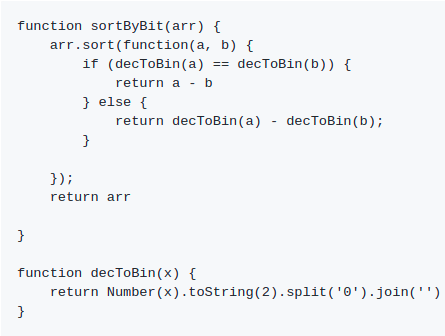 function sortByBit(arr) {
    arr.sort(function(a, b) {
        if (decToBin(a) == decToBin(b)) {
            return a - b
        } else {
            return decToBin(a) - decToBin(b);
        }

    });
    return arr

}

function decToBin(x) {
    return Number(x).toString(2).split('0').join('')
}